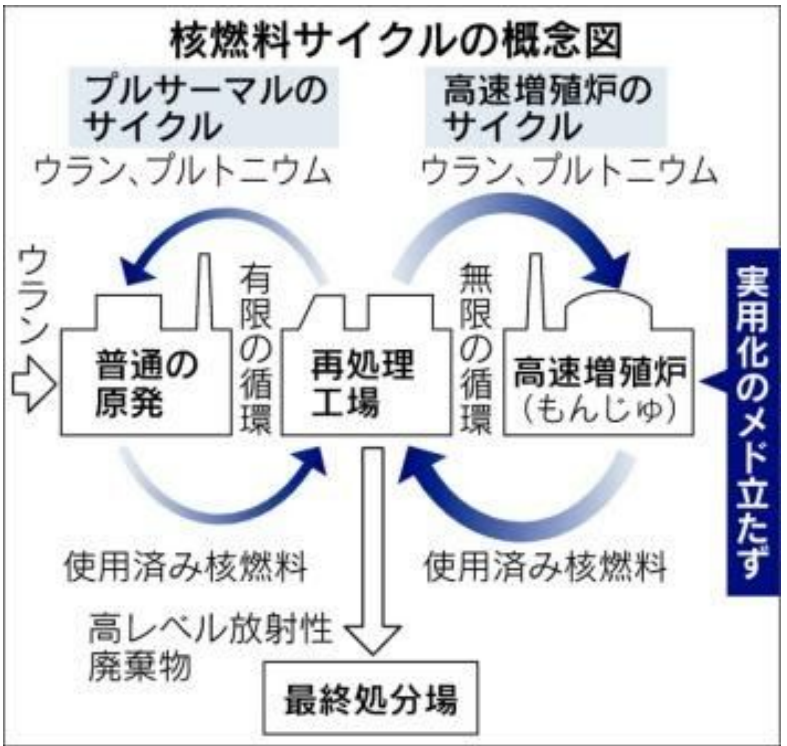 核燃料サイクルの概念図
プルサーマルの
サイクル
ウラン、プルトニウム
高速増殖炉の
サイクル
ウラン、プルトニウム
ウラン
普通の
原発
有限の循環
再処理
工場
無限の循環
高速増殖炉
(もんじゅ)
実用化のメド立たず
使用済み核燃料
使用済み核燃料
高レベル放射性
廃棄物
最終処分場